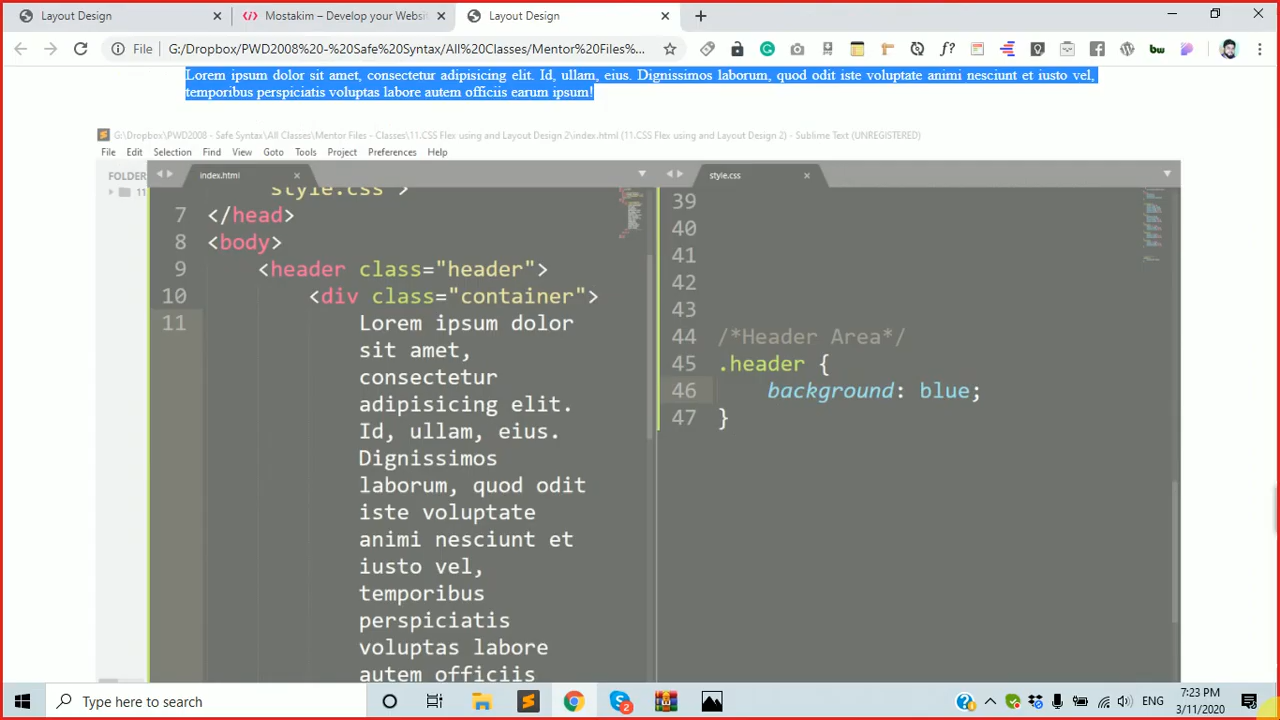 Layout Design
Mostakim – Develop your Websi
Layout Design
File
G:/Dropbox/PWD2008%20-%20Safe%20Syntax/All%20Classes/Mentor%20Files%...
f?
bw
Lorem ipsum dolor sit amet, consectetur adipisicing elit. Id, ullam, eius. Dignissimos laborum, quod odit iste voluptate animi nesciunt et iusto vel,
temporibus perspiciatis voluptas labore autem officiis earum ipsum!
G:\Dropbox\PWD2008 - Safe Syntax\All Classes\Mentor Files - Classes\11.CSS Flex using and Layout Design 2\index.html (11.CSS Flex using and Layout Design 2) - Sublime Text (UNREGISTERED)
File Edit Selection Find View Goto Tools Project Preferences Help
FOLDER
11
index.html
style.css
style.css">
7 </head>
8 <body>
9 <header class="header">
10 <div class="container">
11 Lorem ipsum dolor
sit amet,
consectetur
adipisicing elit.
Id, ullam, eius.
Dignissimos
laborum, quod odit
iste voluptate
animi nesciunt et
iusto vel,
temporibus
perspiciatis
voluptas labore
autem officiis
39
40
41
42
43
44 /*Header Area*/
45 .header {
46 background: blue;
47 }
Type here to search
2
ENG
7:23 PM
3/11/2020